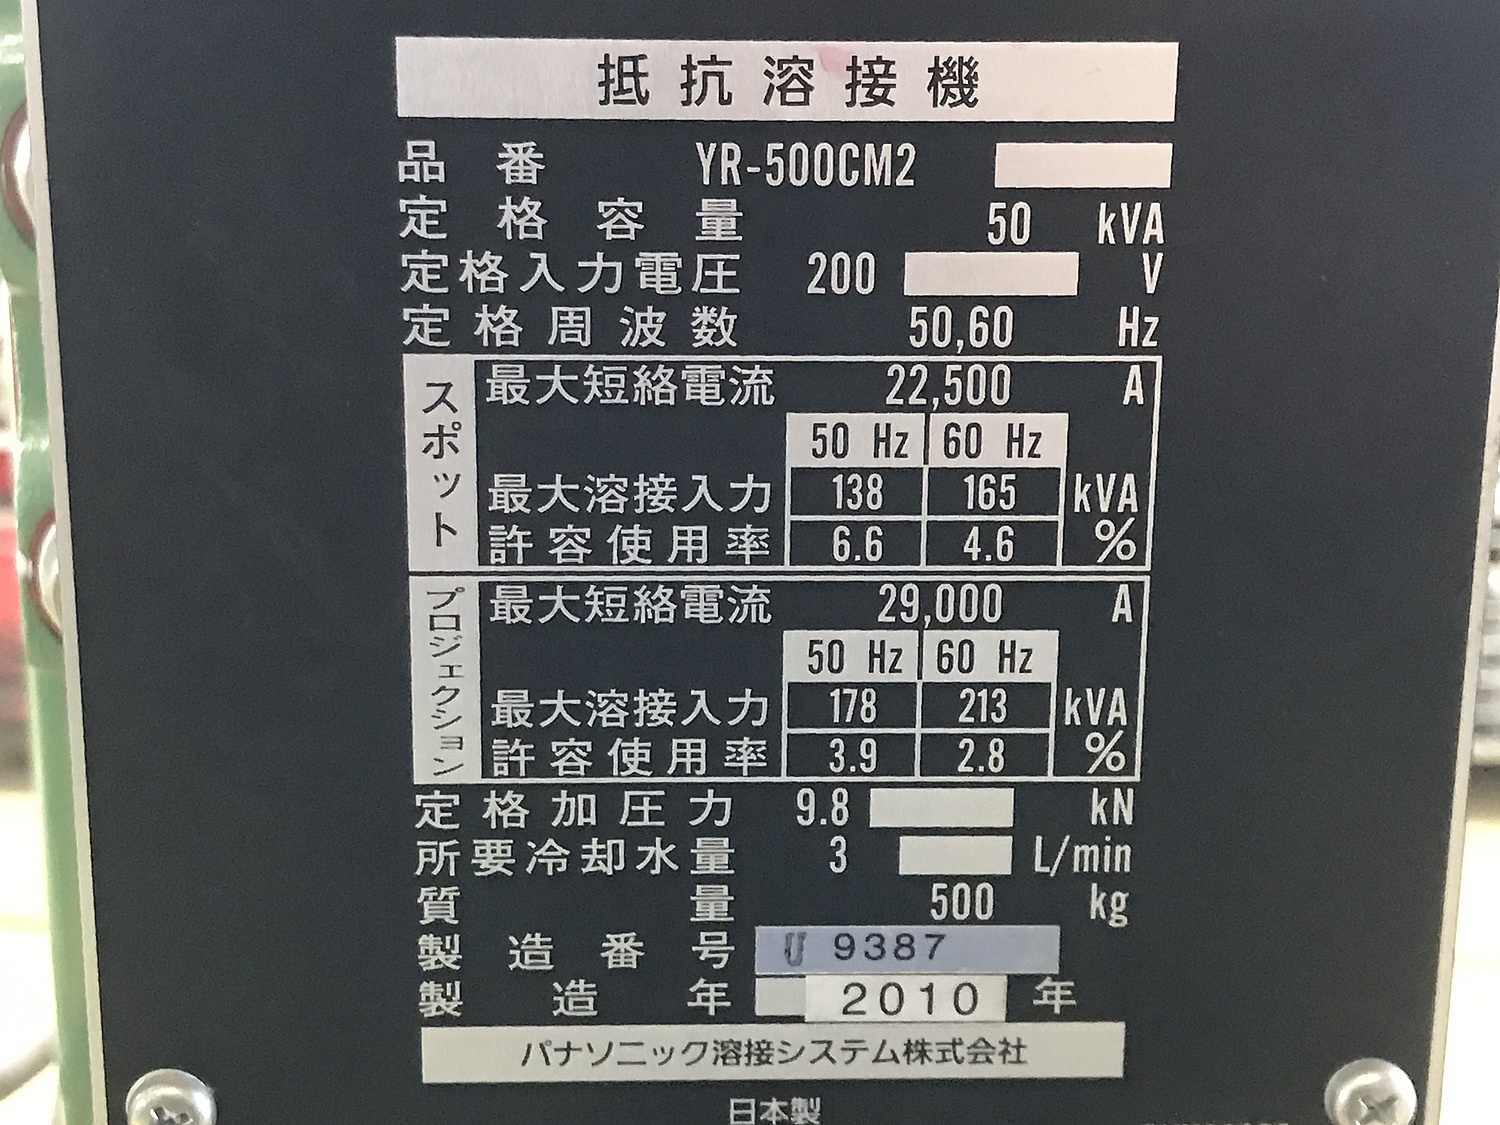 抵抗溶接機
品番 YR-500CM2
定格容量 50 kVA
定格入力電圧 200 V
定格周波数 50,60 Hz
スポット
最大短絡電流 22,500 A
50 Hz 60 Hz
最大溶接入力 138 165 kVA
許容使用率 6.6 4.6 %
プロジェクション
最大短絡電流 29,000 A
50 Hz 60 Hz
最大溶接入力 178 213 kVA
許容使用率 3.9 2.8 %
定格加圧力 9.8 kN
所要冷却水量 3 L/min
質量 500 kg
製造番号 U 9387
製造年 2010 年
パナソニック溶接システム株式会社
日本製